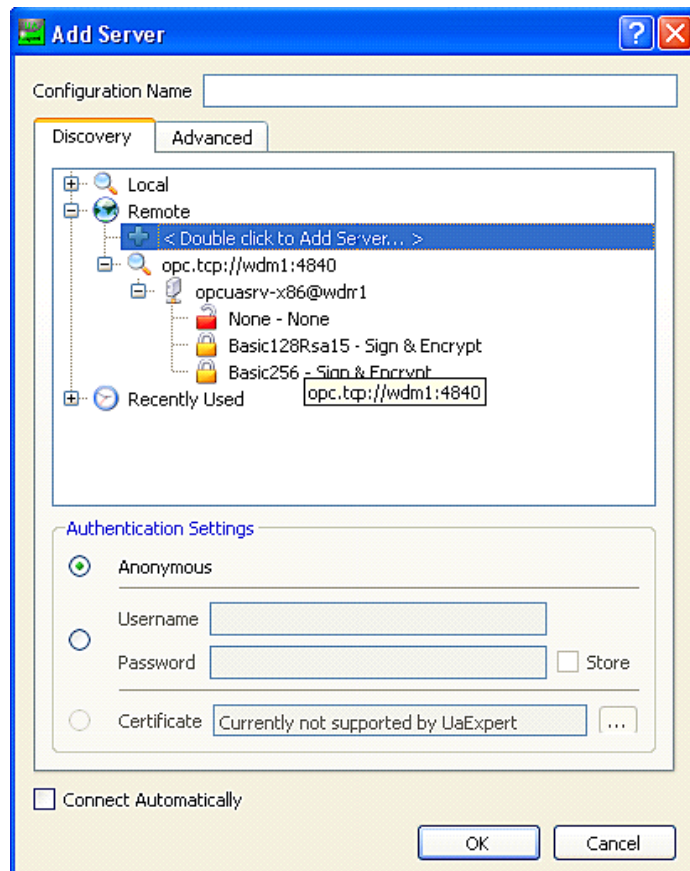 Add Server
Configuration Name
Discovery Advanced
Local
Remote
< Double click to Add Server... >
opc.tcp://wdm1:4840
opcuasrv-x86@wdm1
None - None
Basic128Rsa15 - Sign & Encrypt
Basic256 - Sign & Encrypt
opc.tcp://wdm1:4840
Recently Used
Authentication Settings
Anonymous
Username
Password Store
Certificate Currently not supported by UaExpert ...
Connect Automatically
OK Cancel